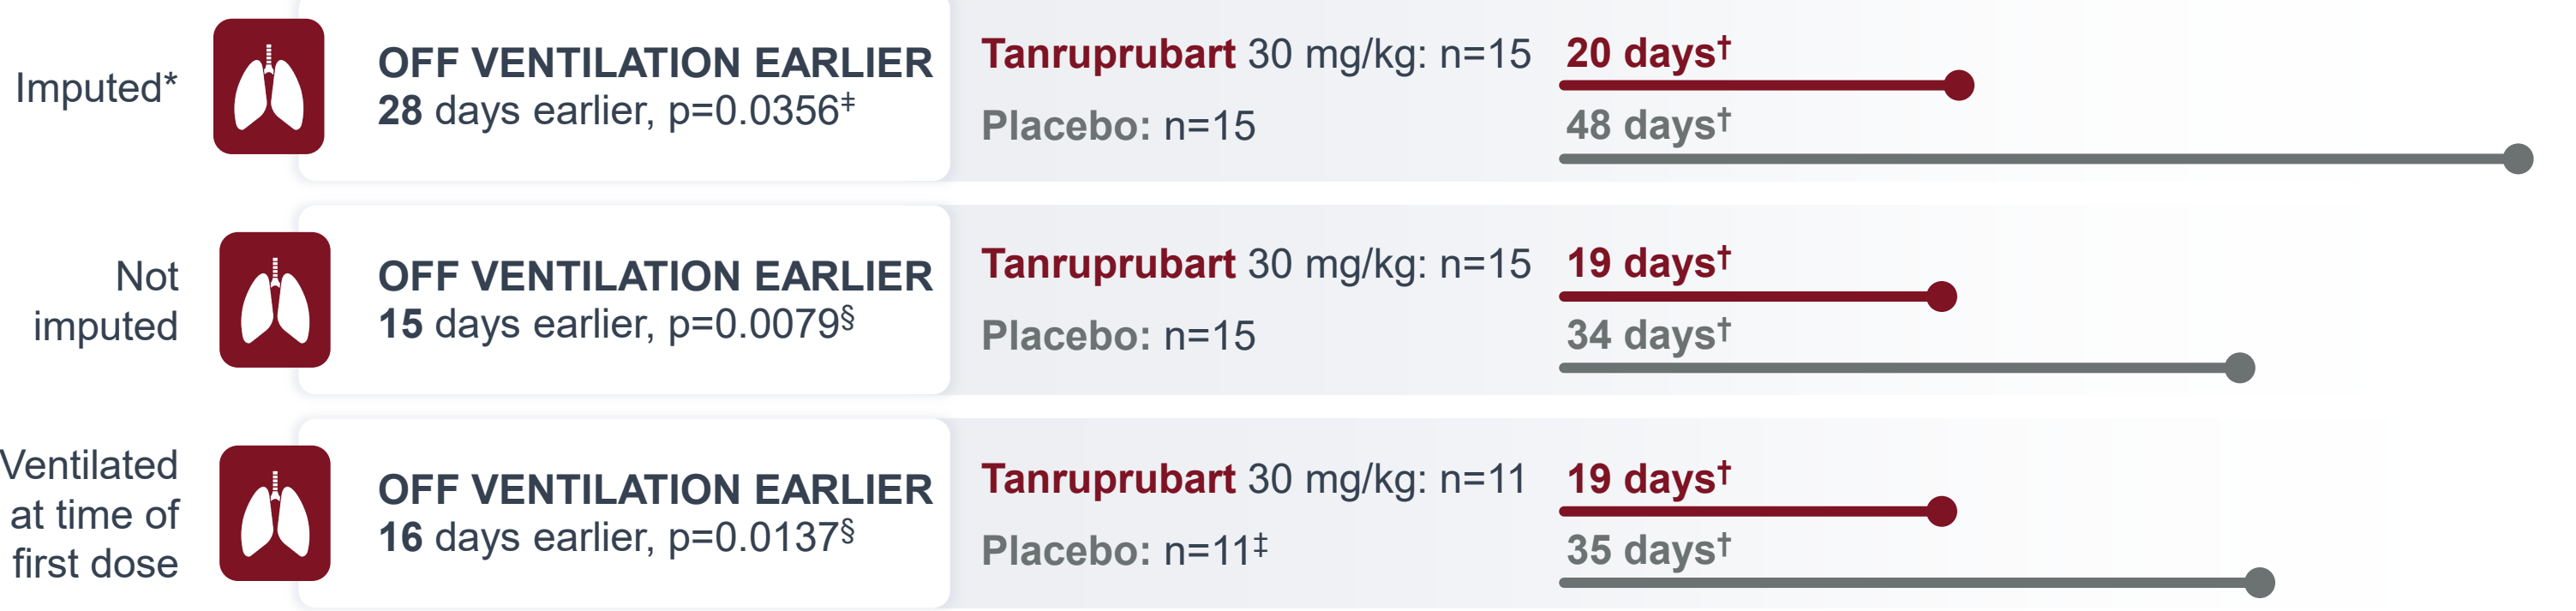 Imputed*
OFF VENTILATION EARLIER
28 days earlier, p=0.0356‡
Tanruprubart 30 mg/kg: n=15
20 days†
Placebo: n=15
48 days†
Not
imputed
OFF VENTILATION EARLIER
15 days earlier, p=0.0079§
Tanruprubart 30 mg/kg: n=15
19 days†
Placebo: n=15
34 days†
Ventilated
at time of
first dose
OFF VENTILATION EARLIER
16 days earlier, p=0.0137§
Tanruprubart 30 mg/kg: n=11
19 days†
Placebo: n=11‡
35 days†